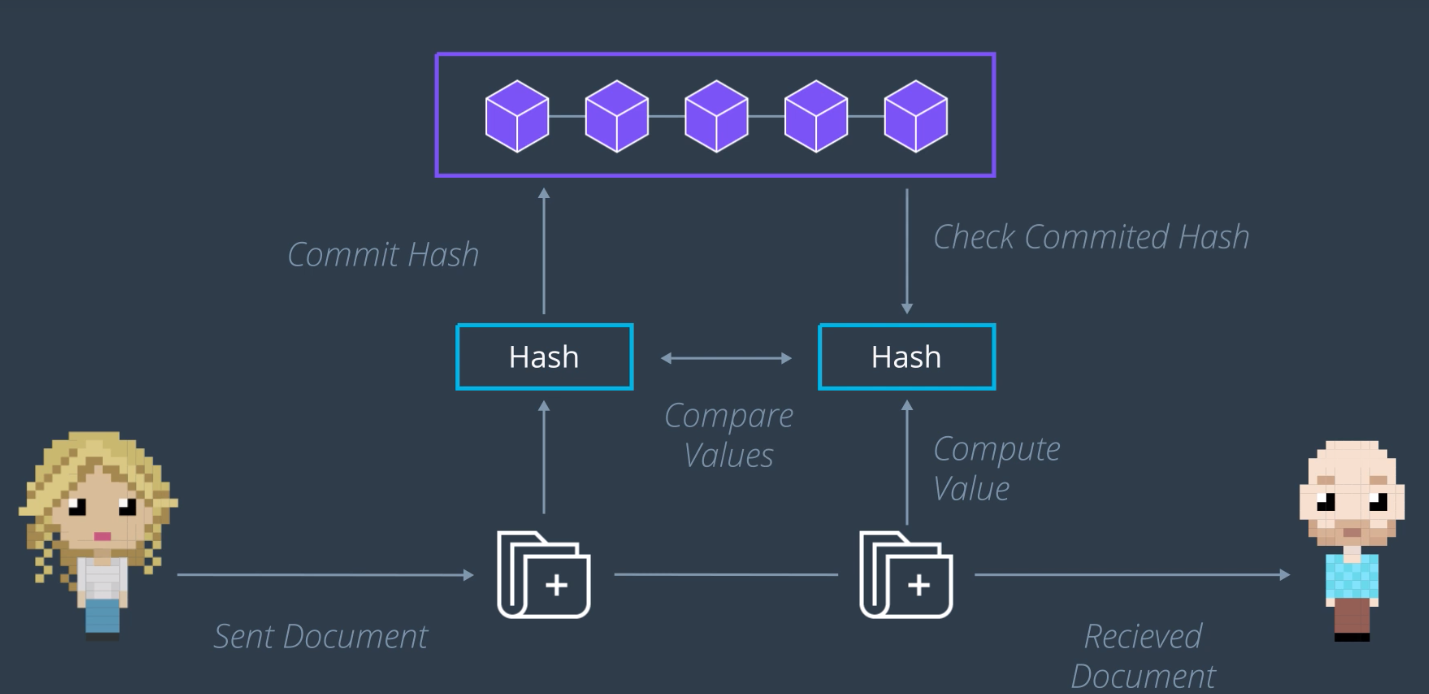 Commit Hash
Check Commited Hash
Hash
Hash
Compare
Values
Compute
Value
Sent Document
Recieved
Document